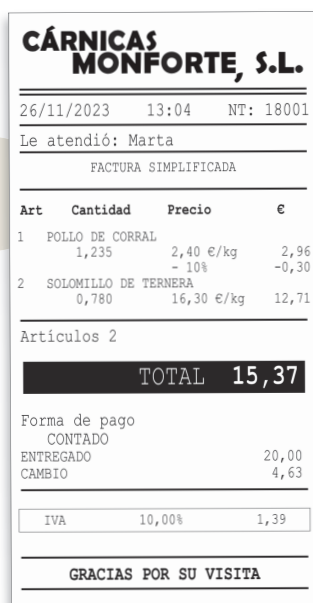 CÁRNICAS
MONFORTE, S.L.
26/11/2023 13:04 NT: 18001
Le atendió: Marta
FACTURA SIMPLIFICADA
Art Cantidad Precio €
1 POLLO DE CORRAL
1,235 2,40 €/kg 2,96
- 10% -0,30
2 SOLOMILLO DE TERNERA
0,780 16,30 €/kg 12,71
Artículos 2
TOTAL 15,37
Forma de pago
CONTADO
ENTREGADO 20,00
CAMBIO 4,63
IVA 10,00% 1,39
GRACIAS POR SU VISITA